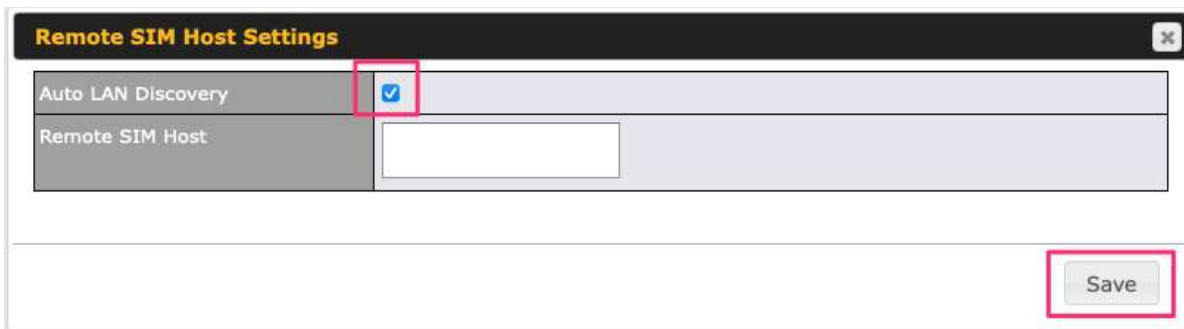 Remote SIM Host Settings
Auto LAN Discovery
Remote SIM Host
Save